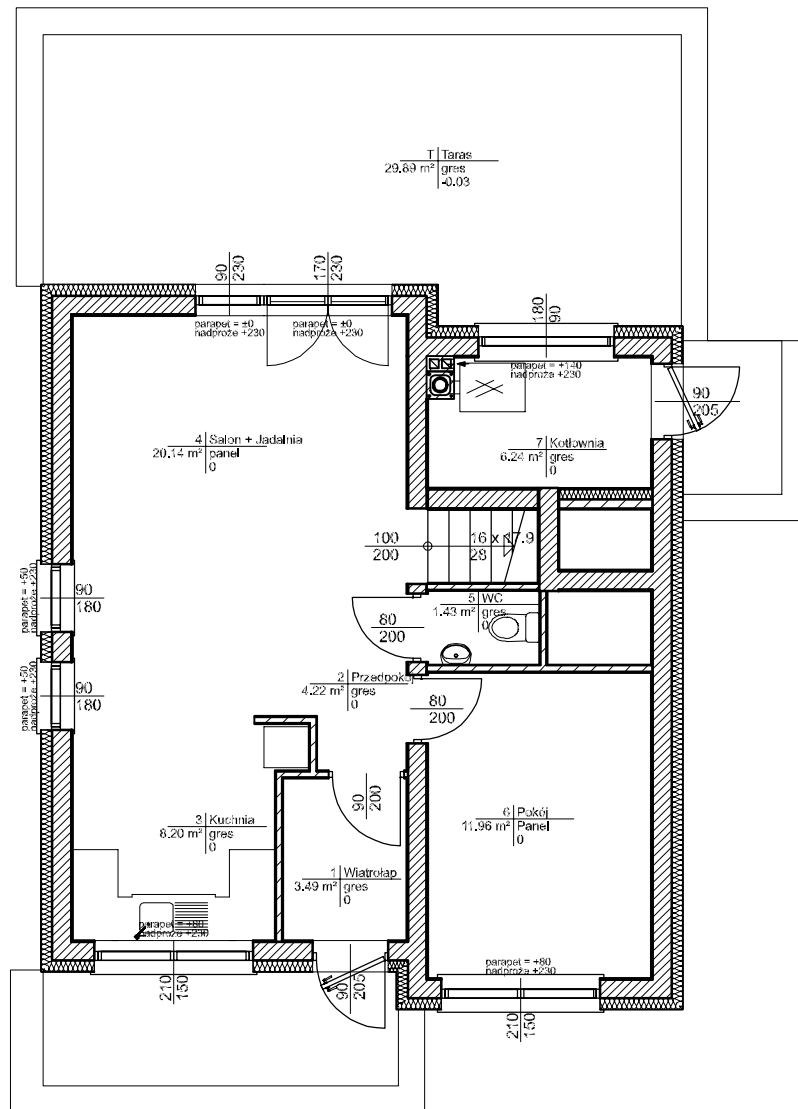 T Taras
29.89 m² gres
-0.03
90
230
170
230
180
90
parapet = ±0
nadproże +230
parapet = ±0
nadproże +230
parapet = +140
nadproże +230
90
205
4 Salon + Jadalnia
20.14 m² panel
0
7 Kotłownia
6.24 m² gres
0
100
200
16 x 17.9
28
parapet = +50
nadproże +230
90
180
5 WC
1.43 m² gres
0
80
200
parapet = +50
nadproże +230
90
180
2 Przedpokój
4.22 m² gres
0
80
200
90
200
3 Kuchnia
8.20 m² gres
0
6 Pokój
11.96 m² Panel
0
1 Wiatrołap
3.49 m² gres
0
parapet = +80
nadproże +230
parapet = +80
nadproże +230
210
150
90
205
210
150